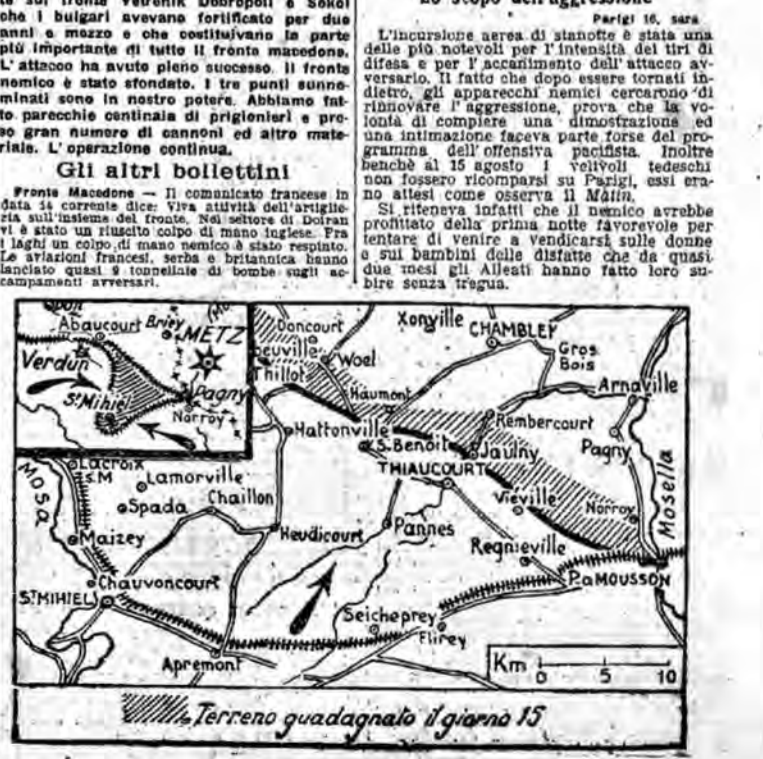 sul fronte Vetrenik Dobropoli e Sokol
che i bulgari avevano fortificato per due
anni e mezzo e che costituivano la parte
più importante di tutto il fronte macedone.
L'attacco ha avuto pieno successo. Il fronte
nemico è stato sfondato. I tre punti sunno-
minati sono in nostro potere. Abbiamo fat-
to parecchie centinaia di prigionieri e pre-
so gran numero di cannoni ed altro mate-
riale. L'operazione continua.
Gli altri bollettini
Fronte Macedone — Il comunicato francese in
data 14 corrente dice: Viva attività dell'artiglie-
ria sull'insieme del fronte. Nel settore di Doiran
vi è stato un riuscito colpo di mano inglese. Fra
i laghi un colpo di mano nemico è stato respinto.
Le aviazioni francesi, serba e britannica hanno
lanciato quasi 9 tonnellate di bombe sugli ac-
campamenti avversari.
Lo scopo dell'aggressione
Parigi 16, sera
L'incursione aerea di stanotte è stata una
delle più notevoli per l'intensità dei tiri di
difesa e per l'accanimento dell'attacco av-
versario. Il fatto che dopo essere tornati in-
dietro, gli apparecchi nemici cercarono di
rinnovare l'aggressione, prova che la vo-
lontà di compiere una dimostrazione ed
una intimazione faceva parte forse del pro-
gramma dell'offensiva pacifista. Inoltre
benchè al 15 agosto i velivoli tedeschi
non fossero ricomparsi su Parigi, essi era-
no attesi come osserva il Matin.
Si riteneva infatti che il nemico avrebbe
profittato della prima notte favorevole per
tentare di venire a vendicarsi sulle donne
e sui bambini delle disfatte che da quasi
due mesi gli Alleati hanno fatto loro su-
bire senza tregua.
Abaucourt
Briey
METZ
Verdun
Pagny
St Mihiel
Norroy
Doncourt
Xonville
CHAMBLEY
Woel
Gros
Bois
Thillot
Haumont
Arnaville
Rembercourt
Hattonville
S. Benoit
Jaulny
Pagny
Mosella
Mosa
Lacroix
s.M
Lamorville
THIAUCOURT
Spada
Chaillon
Viéville
Norroy
Maizey
Heudicourt
Pannes
Regnieville
Chauvoncourt
P.a MOUSSON
ST MIHIEL
Seicheprey
Flirey
Apremont
Km 0 5 10
Terreno guadagnato il giorno 15